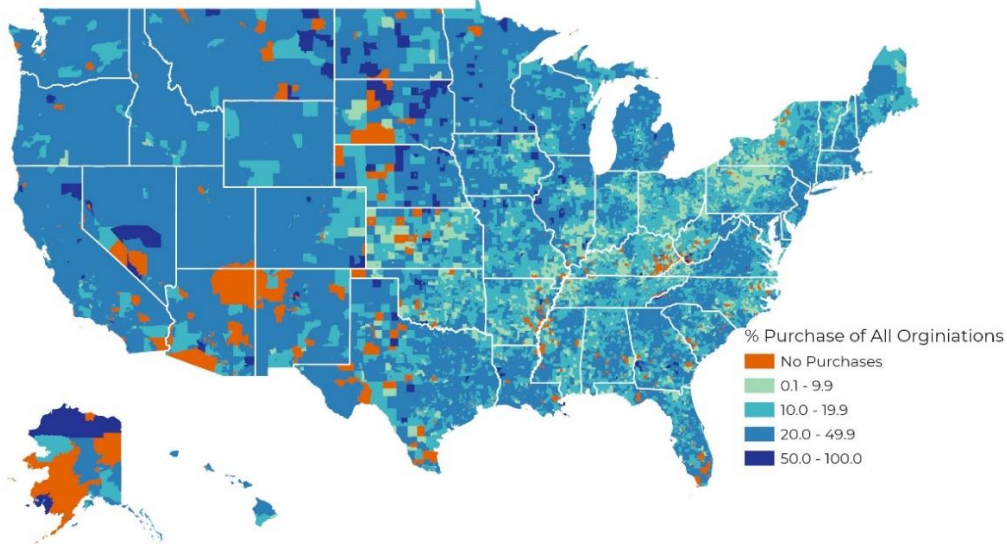 % Purchase of All Orginiations
No Purchases
0.1 - 9.9
10.0 - 19.9
20.0 - 49.9
50.0 - 100.0